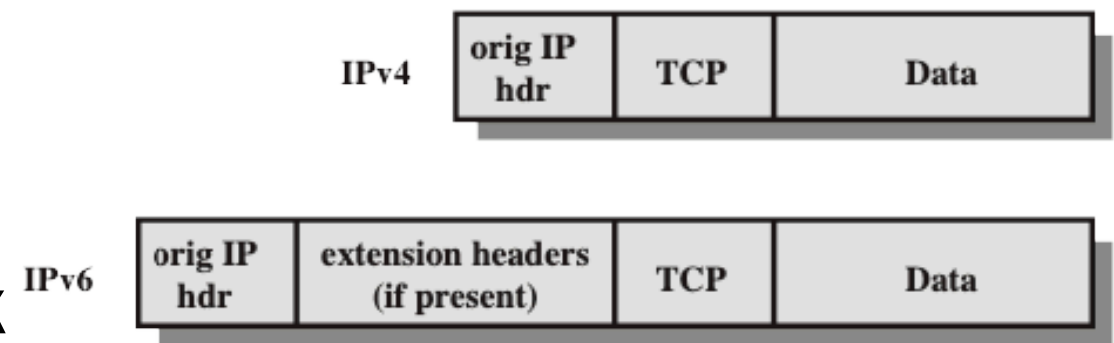 IPv4
orig IP
hdr
TCP
Data
IPv6
orig IP
hdr
extension headers
(if present)
TCP
Data